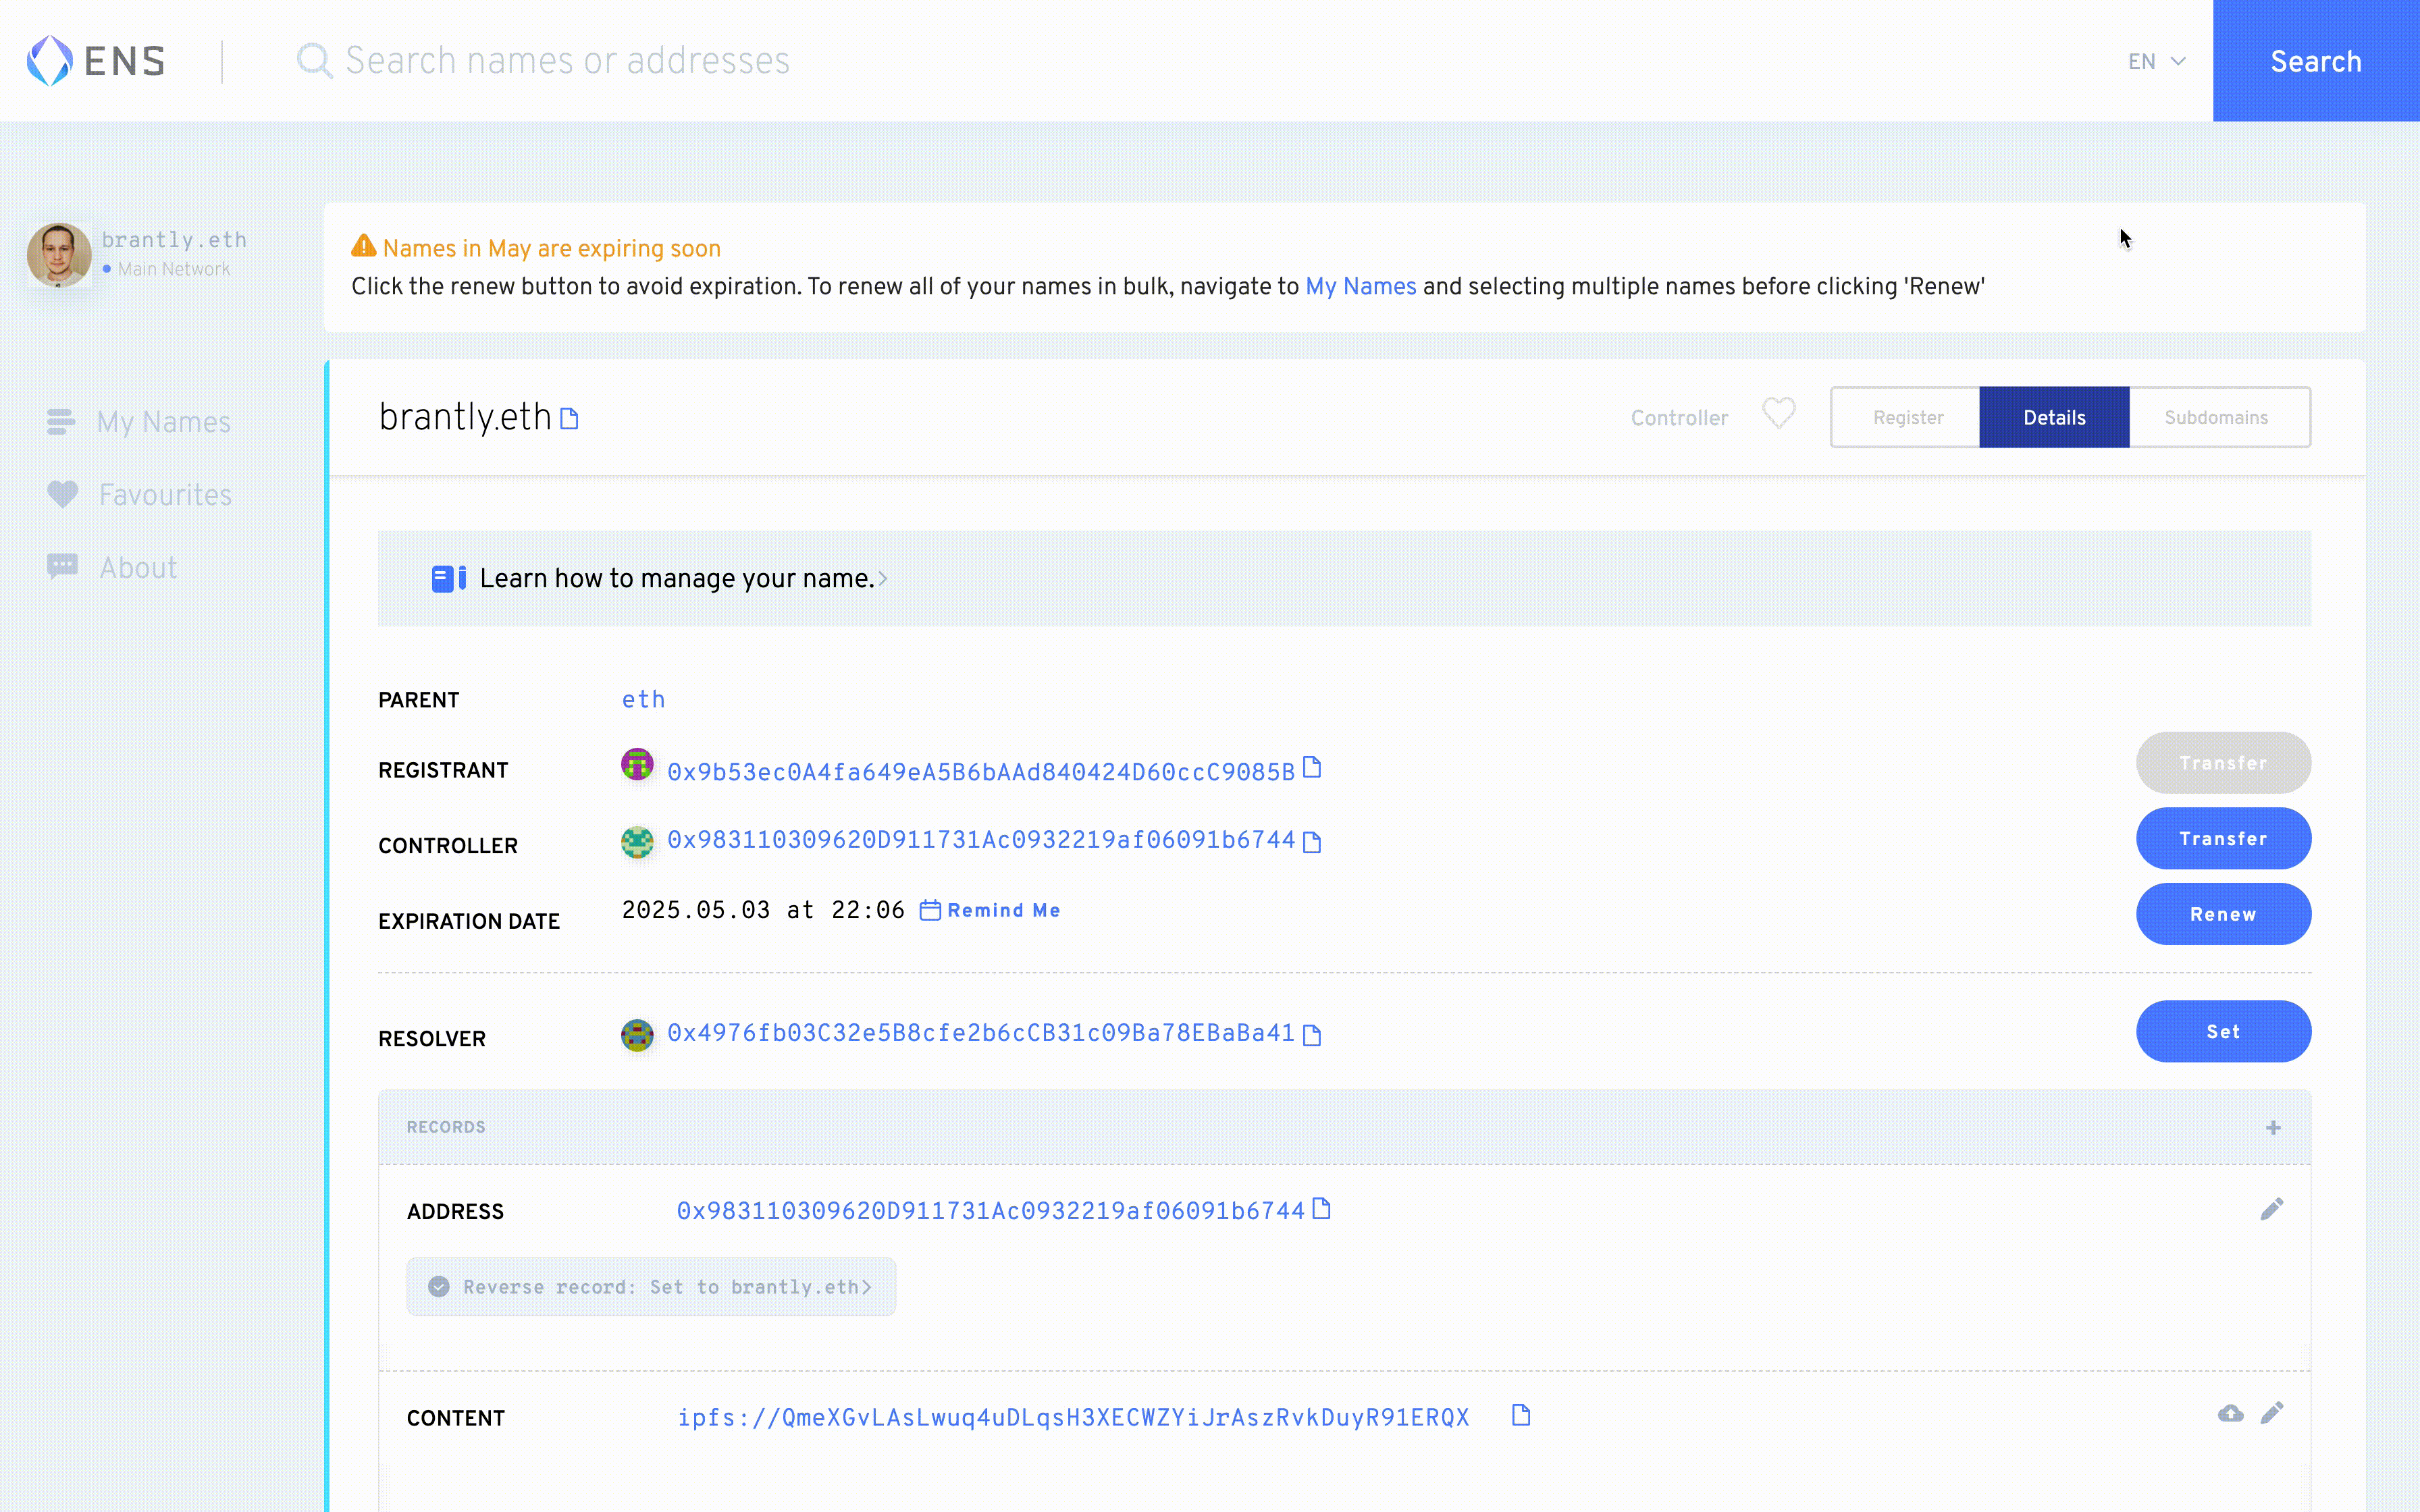 ENS
Search names or addresses
EN
Search
brantly.eth
Main Network
My Names
Favourites
About
Names in May are expiring soon
Click the renew button to avoid expiration. To renew all of your names in bulk, navigate to My Names and selecting multiple names before clicking 'Renew'
brantly.eth
Controller
Register
Details
Subdomains
Learn how to manage your name.
PARENT
eth
REGISTRANT
0x9b53ec0A4fa649eA5B6bAAd840424D60ccC9085B
Transfer
CONTROLLER
0x983110309620D911731Ac0932219af06091b6744
Transfer
EXPIRATION DATE
2025.05.03 at 22:06
Remind Me
Renew
RESOLVER
0x4976fb03C32e5B8cfe2b6cCB31c09Ba78EBaBa41
Set
RECORDS
+
ADDRESS
0x983110309620D911731Ac0932219af06091b6744
Reverse record: Set to brantly.eth
CONTENT
ipfs://QmeXGvLAsLwuq4uDLqsH3XECWZYiJrAszRvkDuyR91ERQX